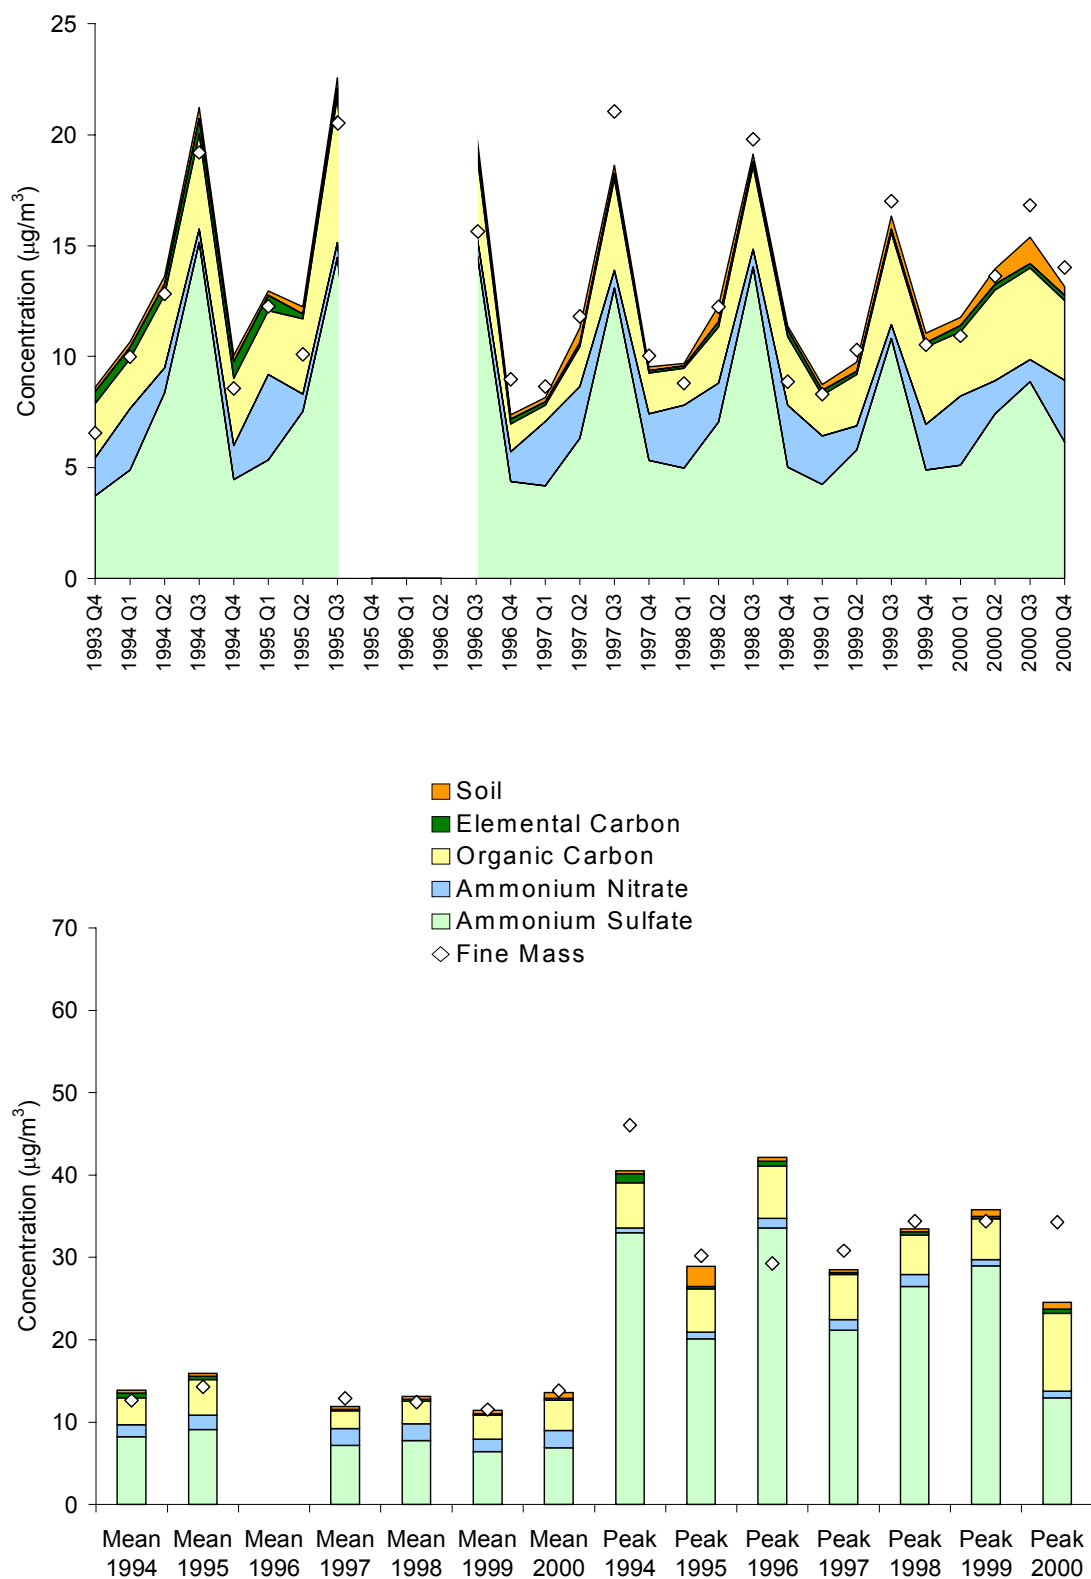 25
20
15
10
5
0
Concentration (µg/m³)
1993 Q4
1994 Q1
1994 Q2
1994 Q3
1994 Q4
1995 Q1
1995 Q2
1995 Q3
1995 Q4
1996 Q1
1996 Q2
1996 Q3
1996 Q4
1997 Q1
1997 Q2
1997 Q3
1997 Q4
1998 Q1
1998 Q2
1998 Q3
1998 Q4
1999 Q1
1999 Q2
1999 Q3
1999 Q4
2000 Q1
2000 Q2
2000 Q3
2000 Q4
Soil
Elemental Carbon
Organic Carbon
Ammonium Nitrate
Ammonium Sulfate
Fine Mass
70
60
50
40
30
20
10
0
Concentration (µg/m³)
Mean
1994
Mean
1995
Mean
1996
Mean
1997
Mean
1998
Mean
1999
Mean
2000
Peak
1994
Peak
1995
Peak
1996
Peak
1997
Peak
1998
Peak
1999
Peak
2000